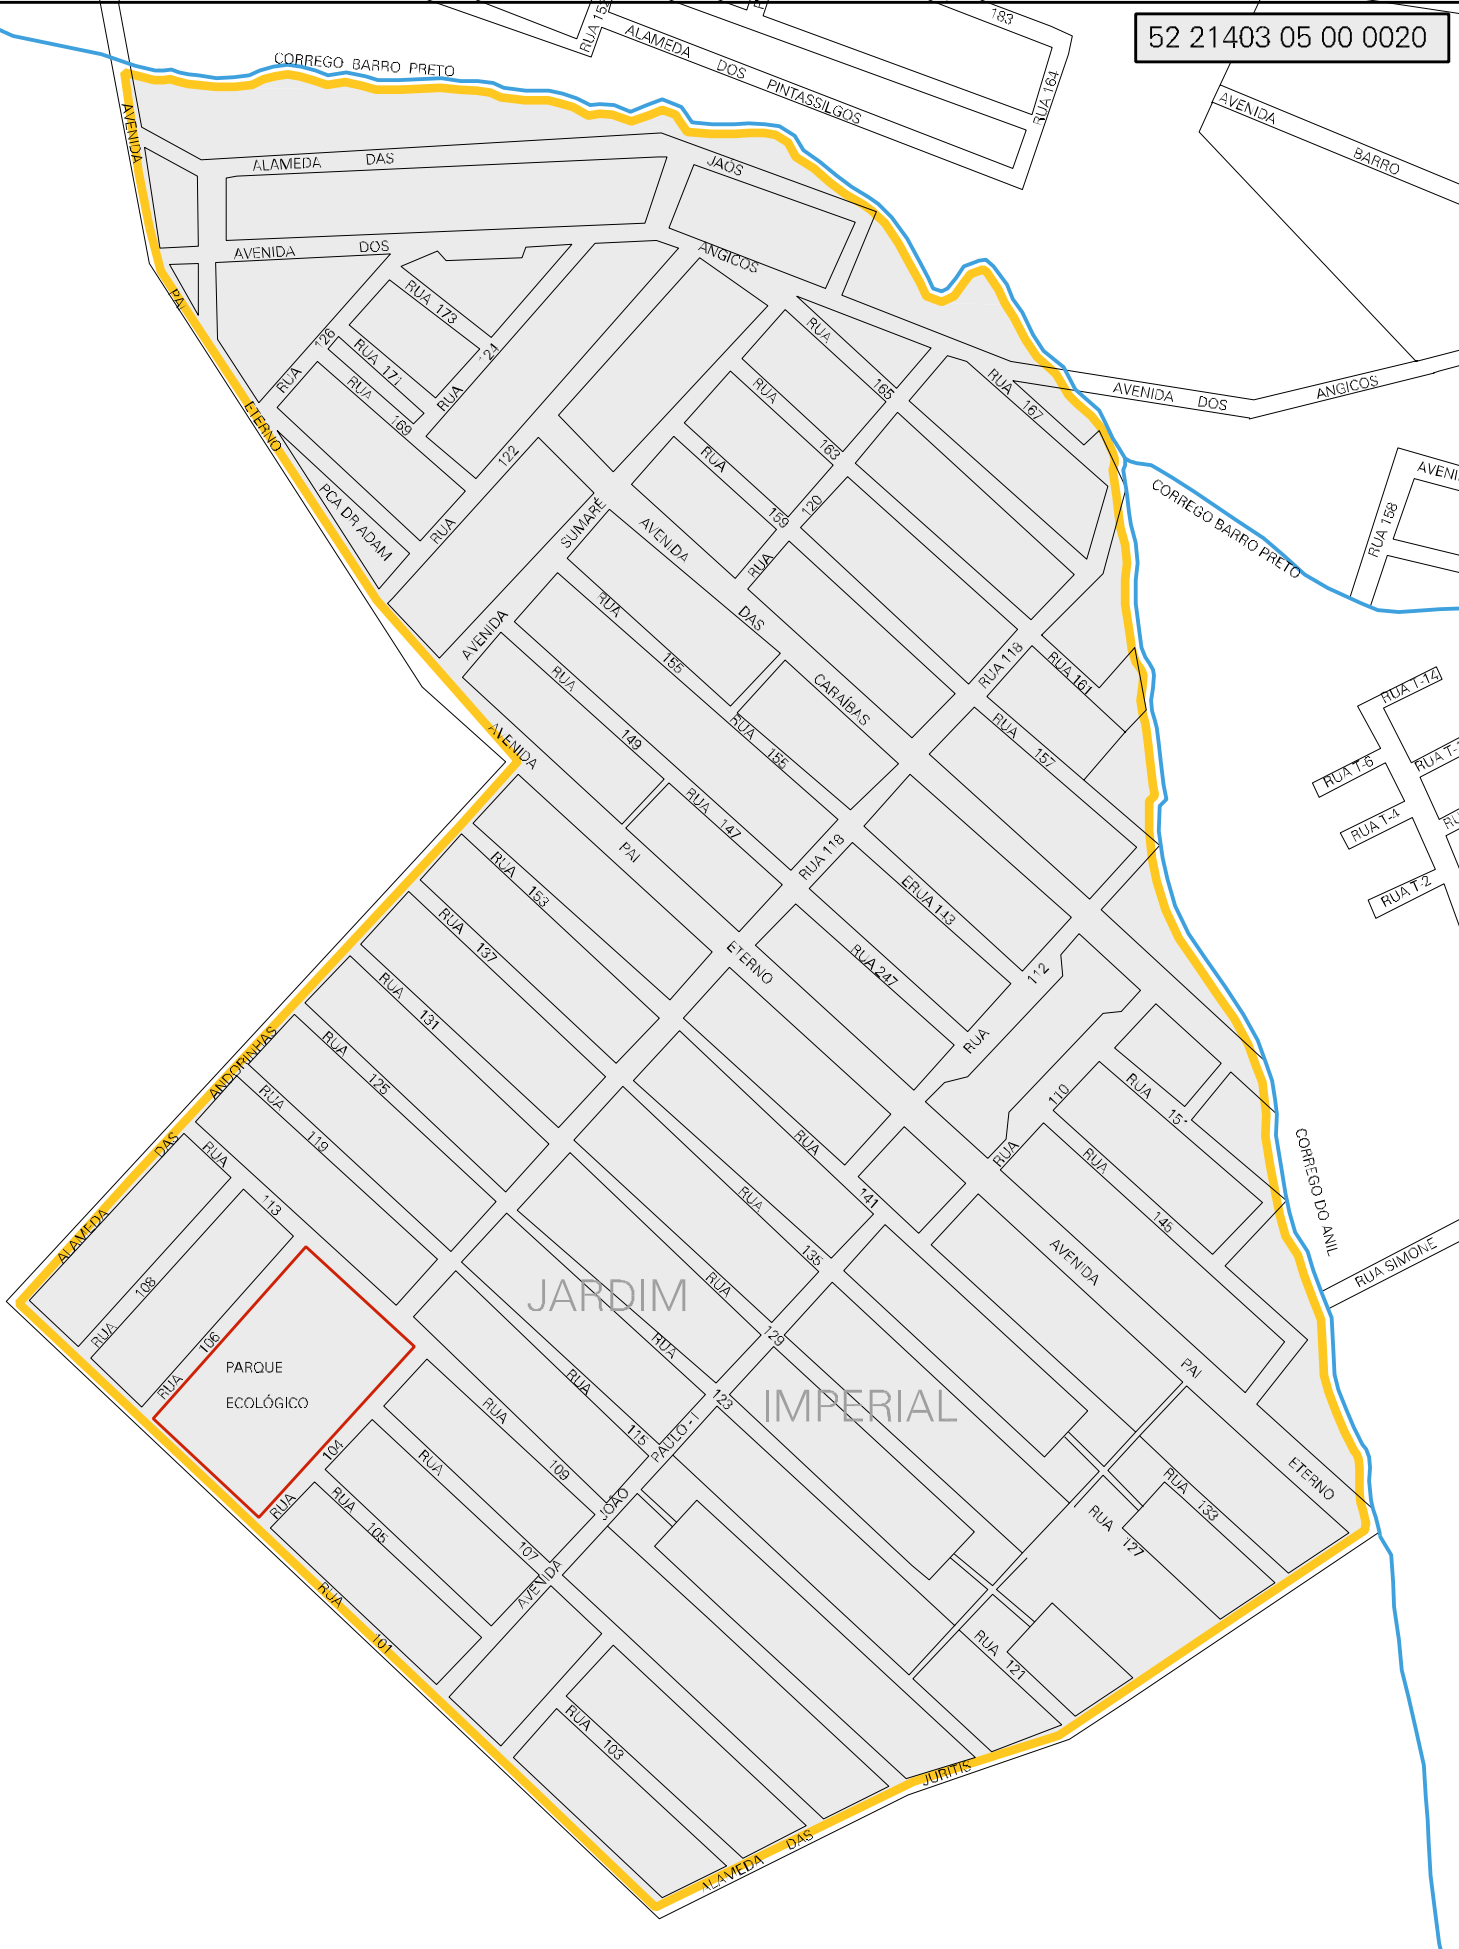 183
52 21403 05 00 0020
RUA 152
ALAMEDA DOS PINTASSILGOS
RUA 164
CORREGO BARRO PRETO
AVENIDA BARRO
AVENIDA
ALAMEDA DAS JAÓS
AVENIDA DOS ANGICOS
PAI
RUA 173
RUA 126
RUA 171
RUA 124
RUA 169
RUA 165
RUA 167
AVENIDA DOS ANGICOS
RUA 163
ETERNO
RUA 122
RUA 159
RUA 120
PCA DR ADAM
AVENIDA SUMARÉ
AVENIDA DAS CARAÍBAS
CORREGO BARRO PRETO
RUA 158
AVENI
RUA 155
RUA 118
RUA 161
RUA 149
RUA 155
RUA 157
RUA T-14
RUA T-6
RUA T-4
RUA T-2
AVENIDA PAI ETERNO
RUA 147
RUA 118
RUA 153
ERUA 143
RUA 247
RUA 112
RUA 137
RUA 131
ALAMEDA DAS ANDORINHAS
RUA 125
RUA 110
RUA 151
RUA 119
RUA 141
RUA 145
CORREGO DO ANIL
RUA 113
RUA 135
AVENIDA PAI ETERNO
RUA SIMONE
RUA 108
RUA 106
JARDIM
IMPERIAL
RUA 129
PARQUE
ECOLÓGICO
RUA 123
RUA 115
AVENIDA JOÃO PAULO - I
RUA 109
RUA 104
RUA 107
RUA 105
RUA 133
RUA 127
RUA 101
RUA 121
RUA 103
ALAMEDA DAS JURITIS